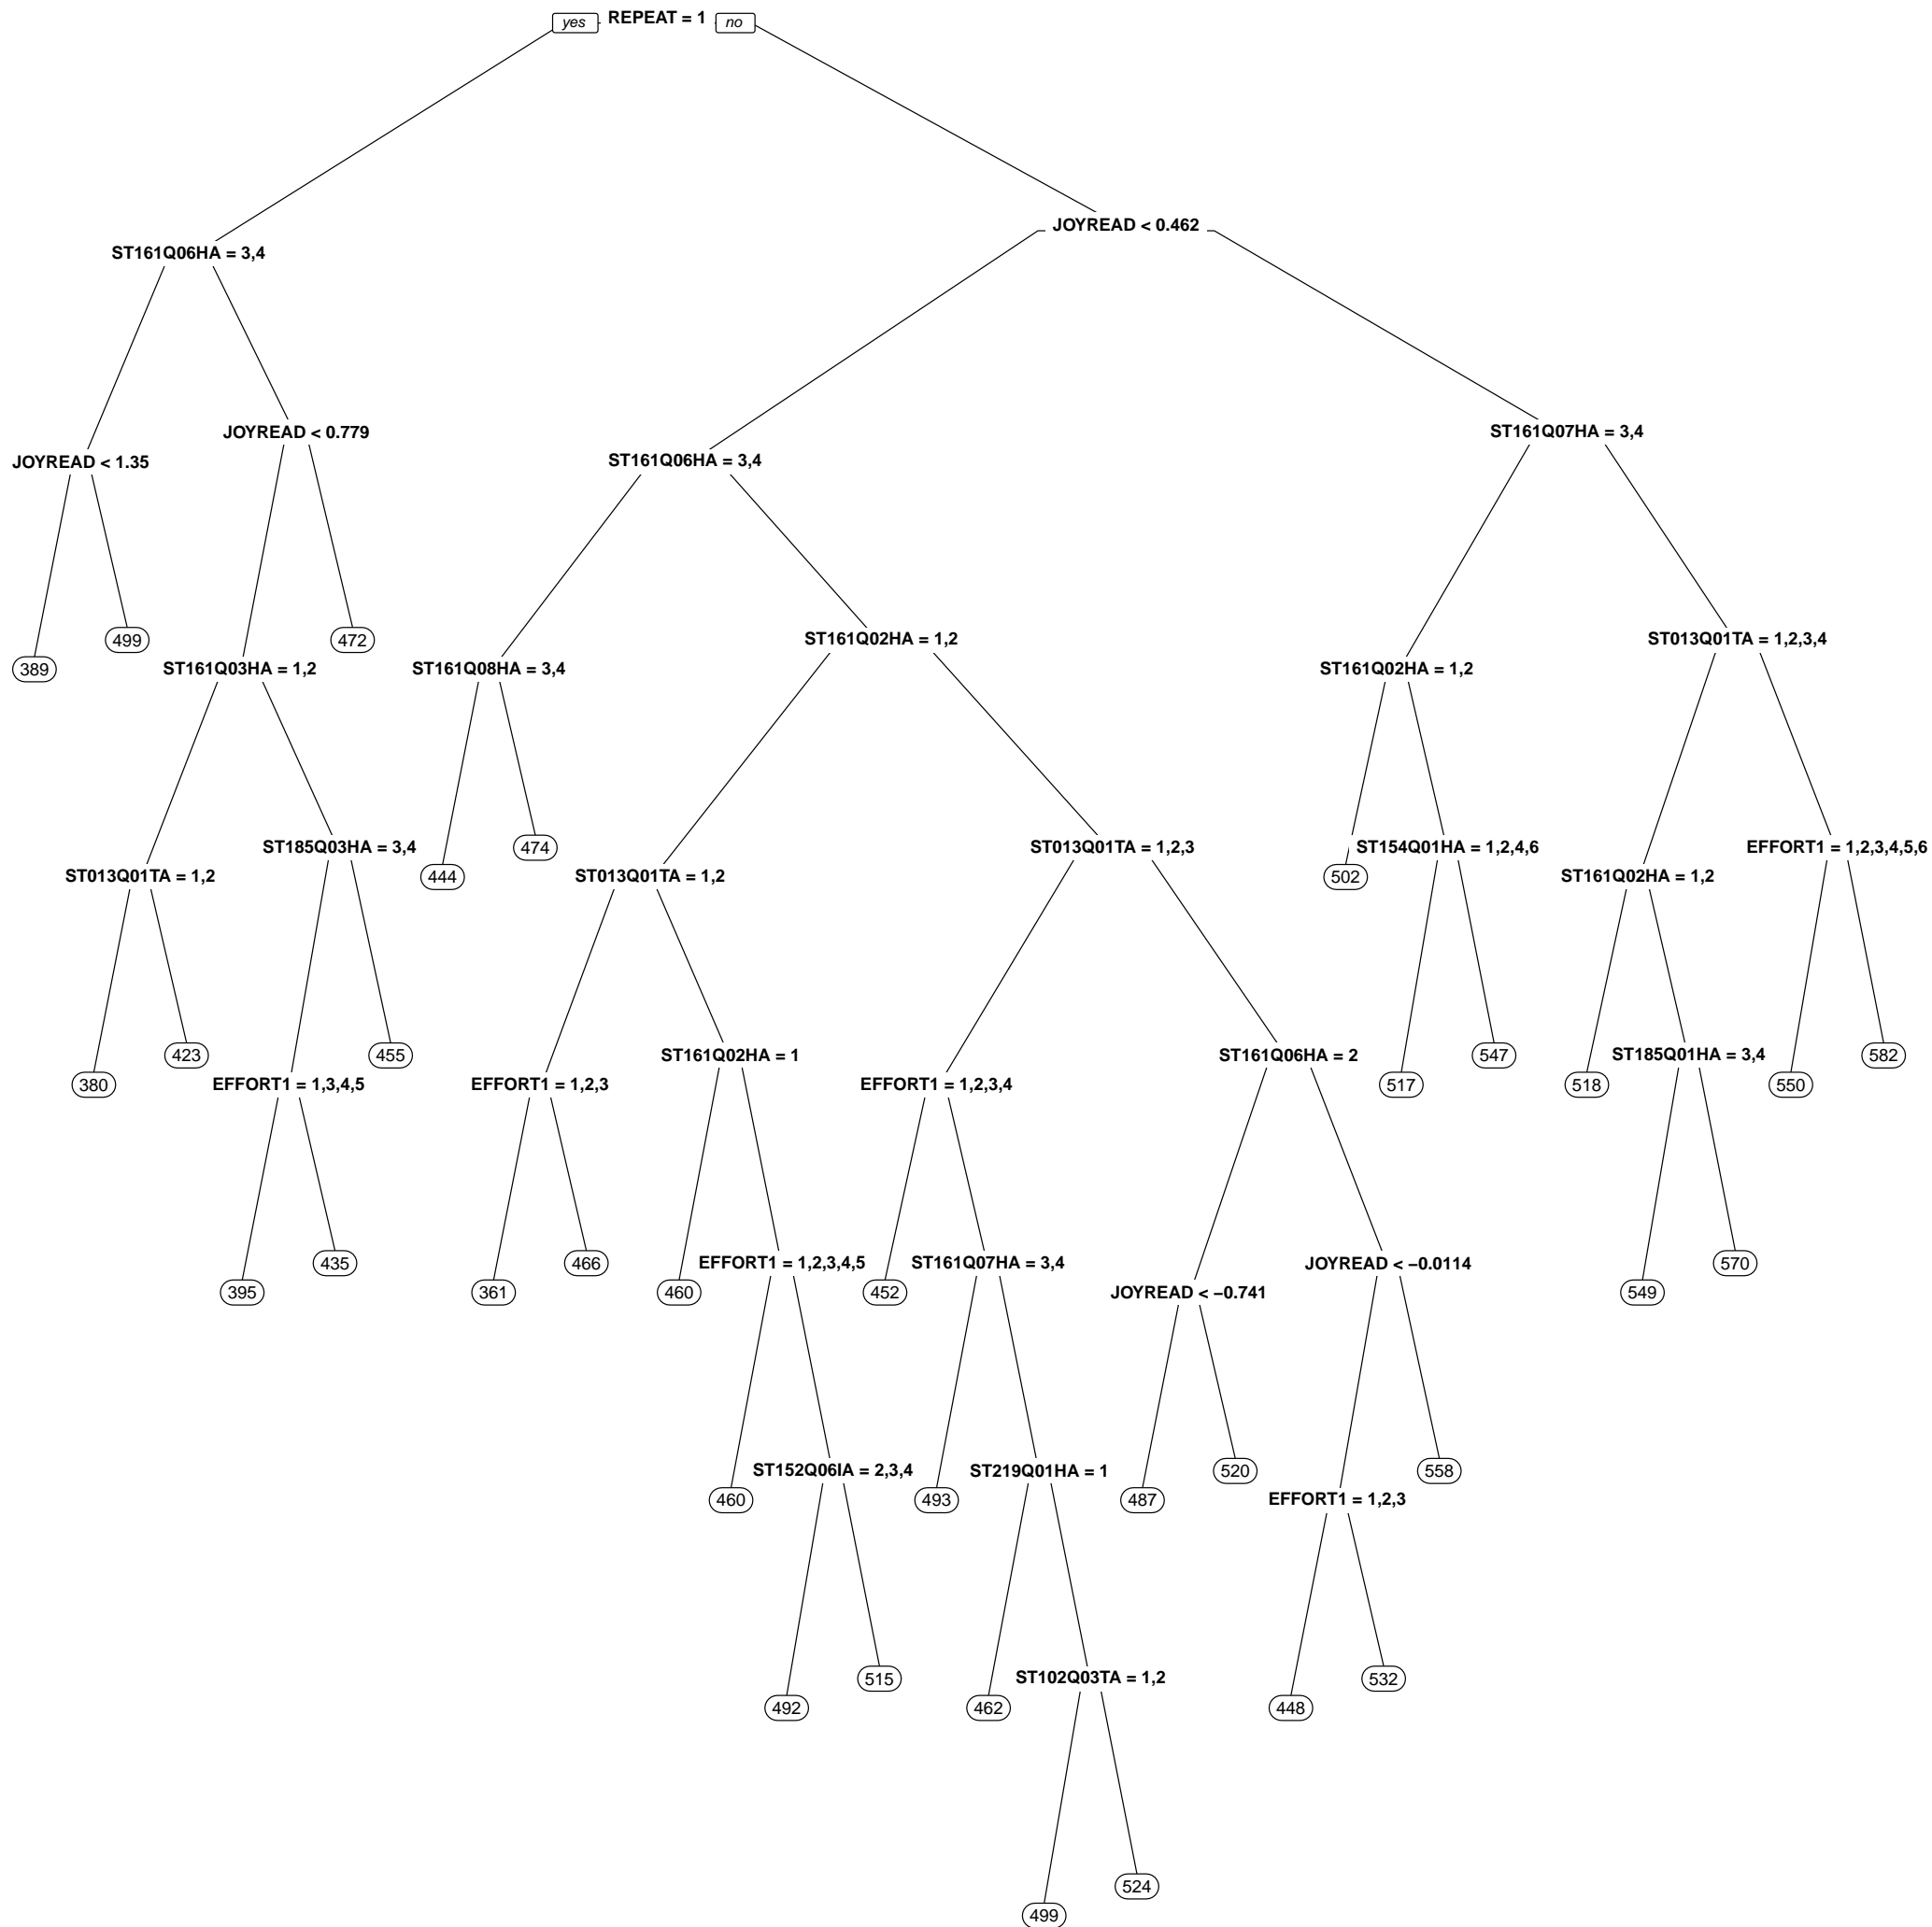 yes REPEAT = 1 no
JOYREAD < 0.462
ST161Q06HA = 3,4
JOYREAD < 0.779
ST161Q07HA = 3,4
JOYREAD < 1.35
ST161Q06HA = 3,4
499
472
ST161Q02HA = 1,2
ST013Q01TA = 1,2,3,4
389
ST161Q03HA = 1,2
ST161Q08HA = 3,4
ST161Q02HA = 1,2
ST185Q03HA = 3,4
474
ST013Q01TA = 1,2,3
ST154Q01HA = 1,2,4,6
EFFORT1 = 1,2,3,4,5,6
ST013Q01TA = 1,2
444
ST013Q01TA = 1,2
502
ST161Q02HA = 1,2
423
455
ST161Q02HA = 1
ST161Q06HA = 2
547
ST185Q01HA = 3,4
582
380
EFFORT1 = 1,3,4,5
EFFORT1 = 1,2,3
EFFORT1 = 1,2,3,4
517
518
550
435
466
EFFORT1 = 1,2,3,4,5
ST161Q07HA = 3,4
JOYREAD < −0.0114
570
395
361
460
452
JOYREAD < −0.741
549
ST152Q06IA = 2,3,4
ST219Q01HA = 1
520
558
460
493
487
EFFORT1 = 1,2,3
515
ST102Q03TA = 1,2
532
492
462
448
524
499